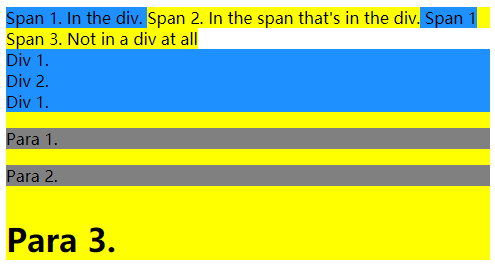 Span 1. In the div. Span 2. In the span that's in the div. Span 1
Span 3. Not in a div at all
Div 1.
Div 2.
Div 1.
Para 1.
Para 2.
Para 3.